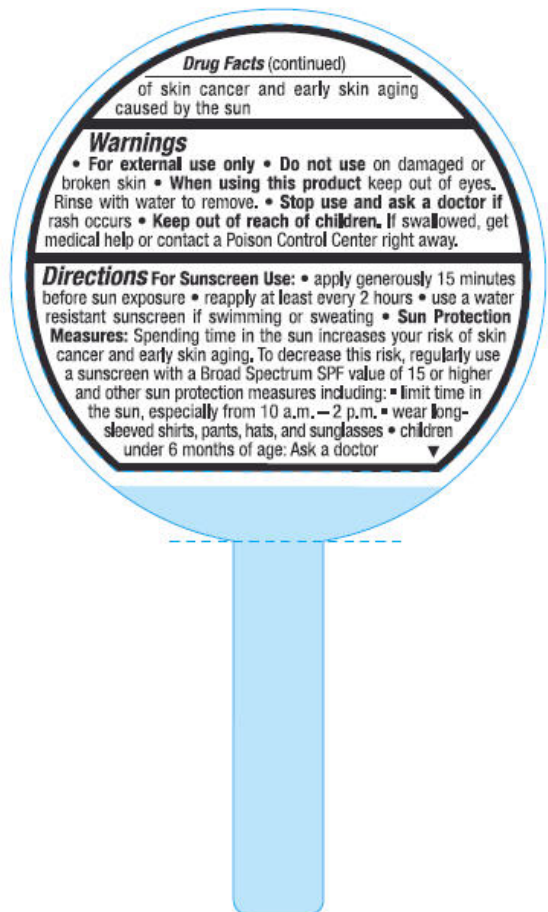 Drug Facts (continued)
of skin cancer and early skin aging
caused by the sun
Warnings
• For external use only • Do not use on damaged or
broken skin • When using this product keep out of eyes.
Rinse with water to remove. • Stop use and ask a doctor if
rash occurs • Keep out of reach of children. If swallowed, get
medical help or contact a Poison Control Center right away.
Directions For Sunscreen Use: • apply generously 15 minutes
before sun exposure • reapply at least every 2 hours • use a water
resistant sunscreen if swimming or sweating • Sun Protection
Measures: Spending time in the sun increases your risk of skin
cancer and early skin aging. To decrease this risk, regularly use
a sunscreen with a Broad Spectrum SPF value of 15 or higher
and other sun protection measures including: ▪ limit time in
the sun, especially from 10 a.m. – 2 p.m. ▪ wear long-
sleeved shirts, pants, hats, and sunglasses • children
under 6 months of age: Ask a doctor ▼